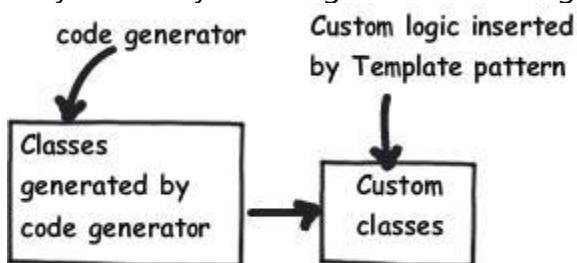 code generator
Custom logic inserted
by Template pattern
Classes
generated by
code generator
Custom
classes